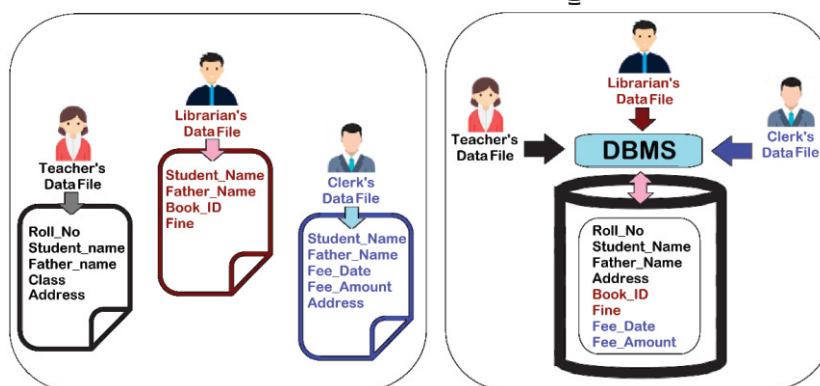 Librarian's
Data File
Teacher's
Data File
Clerk's
Data File
Roll_No
Student_name
Father_name
Class
Address
Student_Name
Father_Name
Book_ID
Fine
Student_Name
Father_Name
Fee_Date
Fee_Amount
Address
Librarian's
Data File
Teacher's
Data File
Clerk's
Data File
DBMS
Roll_No
Student_Name
Father_Name
Address
Book_ID
Fine
Fee_Date
Fee_Amount